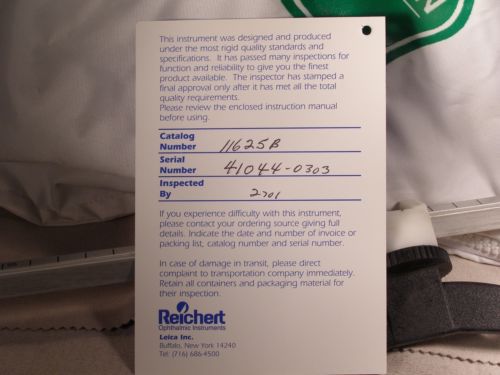 This instrument was designed and produced
under the most rigid quality standards and
specifications. It has passed many inspections for
function and reliability to give you the finest
product available. The inspector has stamped a
final approval only after it has met all the total
quality requirements.
Please review the enclosed instruction manual
before using.
Catalog
Number 11625B
Serial
Number 41044-0303
Inspected
By 2701
If you experience difficulty with this instrument,
please contact your ordering source giving full
details. Indicate the date and number of invoice or
packing list, catalog number and serial number.
In case of damage in transit, please direct
complaint to transportation company immediately.
Retain all containers and packaging material for
their inspection.
Reichert
Ophthalmic Instruments
Leica Inc.
Buffalo, New York 14240
Tel: (716) 686-4500